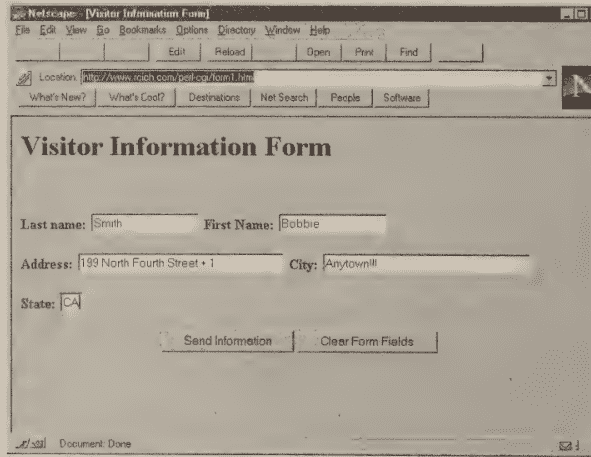 Netscape - [Visitor Information Form]
File Edit View Go Bookmarks Options Directory Window Help
Edit Reload Open Print Find
Location: http://www.rcich.com/perl-cgi/form1.htm
What's New? What's Cool? Destinations Net Search People Software
Visitor Information Form
Last name: Smith First Name: Bobbie
Address: 199 North Fourth Street + 1 City: Anytown!!!
State: CA
Send Information Clear Form Fields
Document: Done